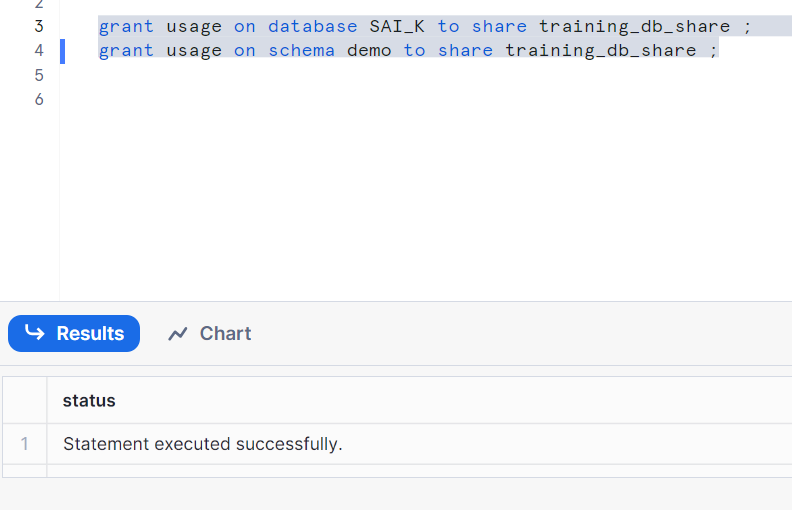 2
3 grant usage on database SAI_K to share training_db_share ;
4 grant usage on schema demo to share training_db_share ;
5
6
Results Chart
status
1 Statement executed successfully.